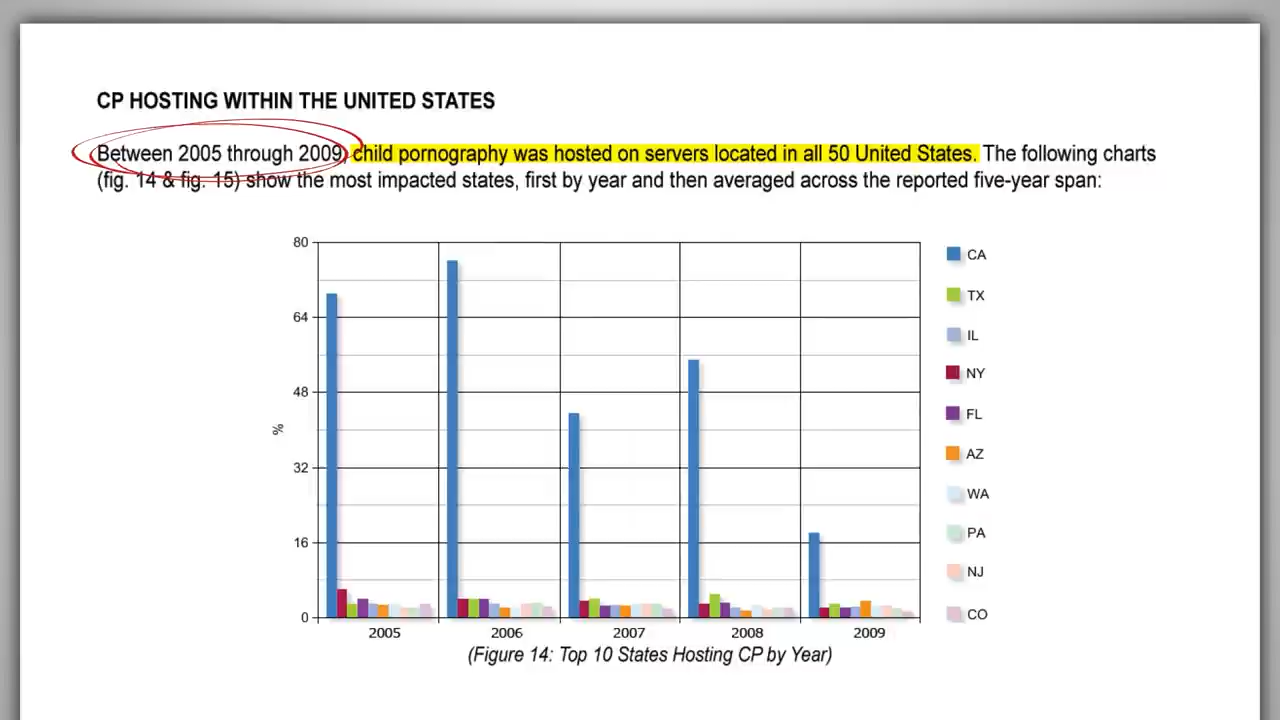 CP HOSTING WITHIN THE UNITED STATES
Between 2005 through 2009, child pornography was hosted on servers located in all 50 United States. The following charts
(fig. 14 & fig. 15) show the most impacted states, first by year and then averaged across the reported five-year span:
80
64
48
32
16
0
%
2005
2006
2007
2008
2009
CA
TX
IL
NY
FL
AZ
WA
PA
NJ
CO
(Figure 14: Top 10 States Hosting CP by Year)